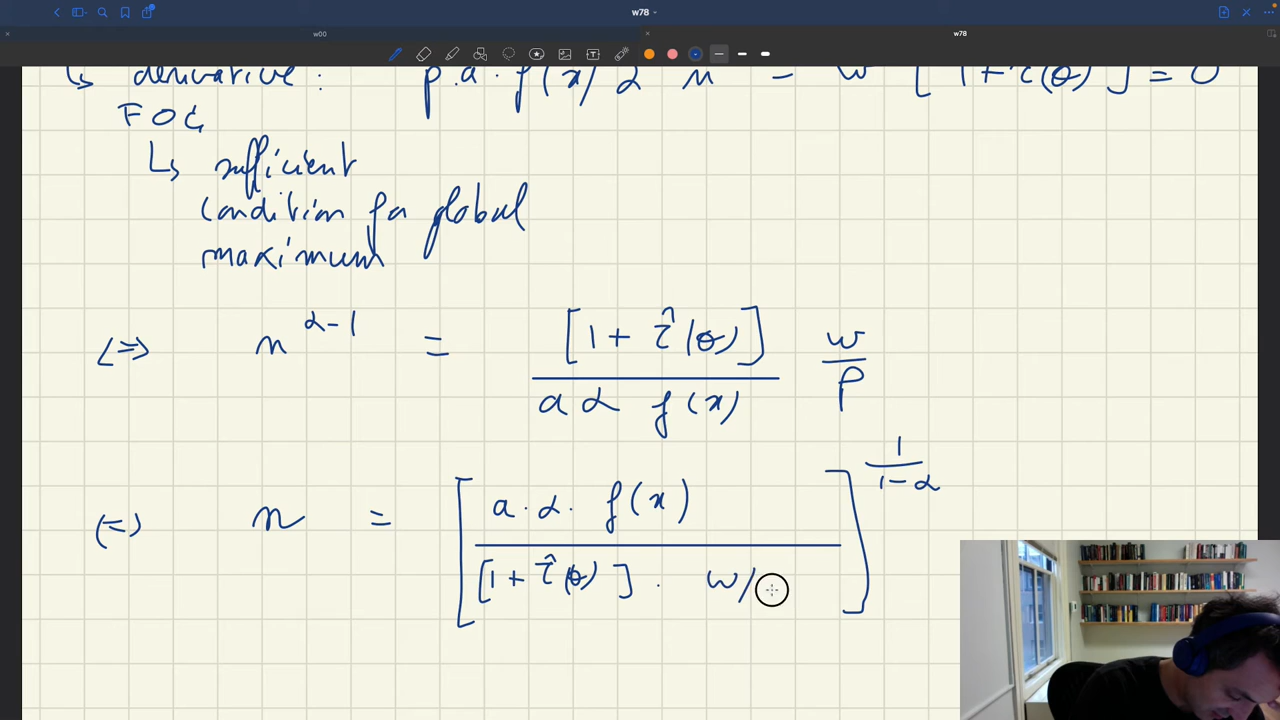 w78
w00
w78
↳ derivative : p.a. f(x) α n - w [1+τ(θ)] = 0
FOC
↳ sufficient
condition for global
maximum
<=> n^{α-1} = [1+ τ̂(θ)] / (a α f(x)) w/p
<=> n = [ a·α· f(x) / ([1+ τ̂(θ)] · w/ ) ]^{1/(1-α)}